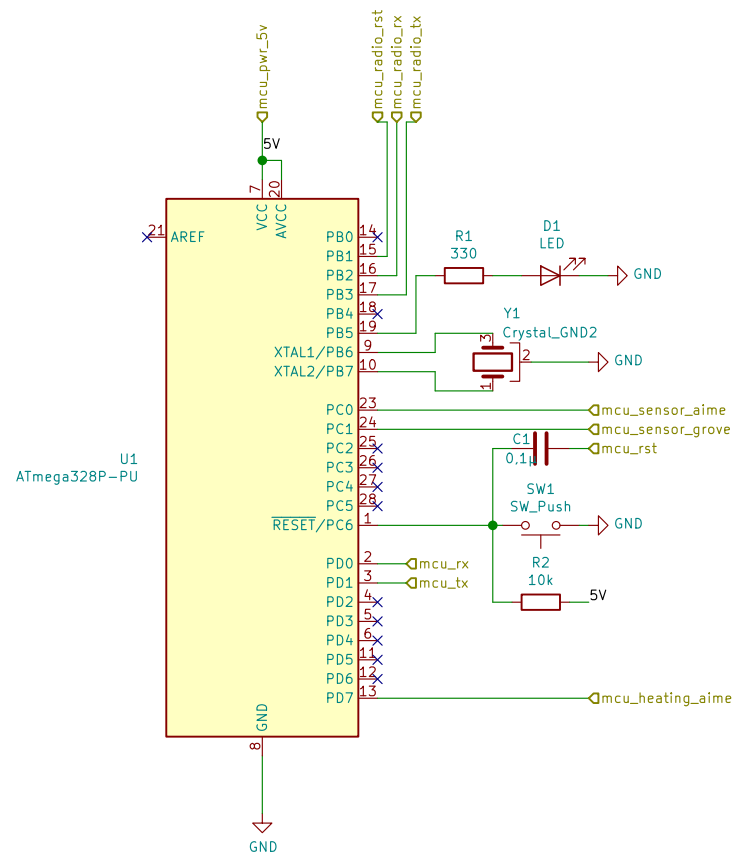 mcu_pwr_5v
mcu_radio_rst
mcu_radio_rx
mcu_radio_tx
5V
7
20
VCC
AVCC
21
AREF
PB0
14
PB1
15
PB2
16
PB3
17
PB4
18
PB5
19
XTAL1/PB6
9
XTAL2/PB7
10
R1
330
D1
LED
GND
Y1
Crystal_GND2
3
2
1
GND
PC0
23
mcu_sensor_aime
PC1
24
mcu_sensor_grove
PC2
25
PC3
26
PC4
27
PC5
28
RESET/PC6
1
C1
0,1µ
mcu_rst
SW1
SW_Push
GND
R2
10k
5V
U1
ATmega328P-PU
PD0
2
mcu_rx
PD1
3
mcu_tx
PD2
4
PD3
5
PD4
6
PD5
11
PD6
12
PD7
13
mcu_heating_aime
GND
8
GND